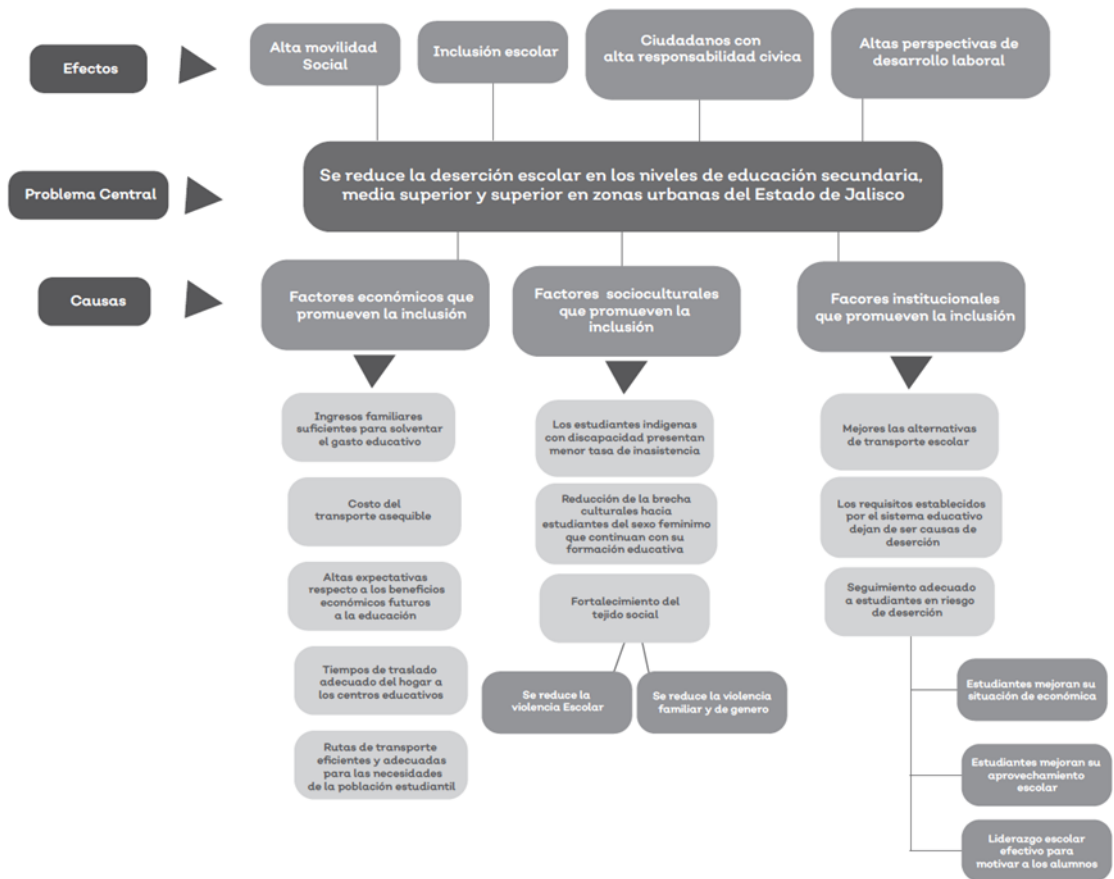 Efectos
Alta movilidad
Social
Inclusión escolar
Ciudadanos con
alta responsabilidad civica
Altas perspectivas de
desarrollo laboral
Problema Central
Se reduce la deserción escolar en los niveles de educación secundaria,
media superior y superior en zonas urbanas del Estado de Jalisco
Causas
Factores económicos que
promueven la inclusión
Factores socioculturales
que promueven la
inclusión
Facores institucionales
que promueven la inclusión
Ingresos familiares
suficientes para solventar
el gasto educativo
Costo del
transporte asequible
Altas expectativas
respecto a los beneficios
económicos futuros
a la educación
Tiempos de traslado
adecuado del hogar a
los centros educativos
Rutas de transporte
eficientes y adecuadas
para las necesidades
de la población estudiantil
Los estudiantes indigenas
con discapacidad presentan
menor tasa de inasistencia
Reducción de la brecha
culturales hacia
estudiantes del sexo feminimo
que continuan con su
formación educativa
Fortalecimiento del
tejido social
Se reduce la
violencia Escolar
Se reduce la violencia
familiar y de genero
Mejores las alternativas
de transporte escolar
Los requisitos establecidos
por el sistema educativo
dejan de ser causas de
deserción
Seguimiento adecuado
a estudiantes en riesgo
de deserción
Estudiantes mejoran su
situación de económica
Estudiantes mejoran su
aprovechamiento
escolar
Liderazgo escolar
efectivo para
motivar a los alumnos